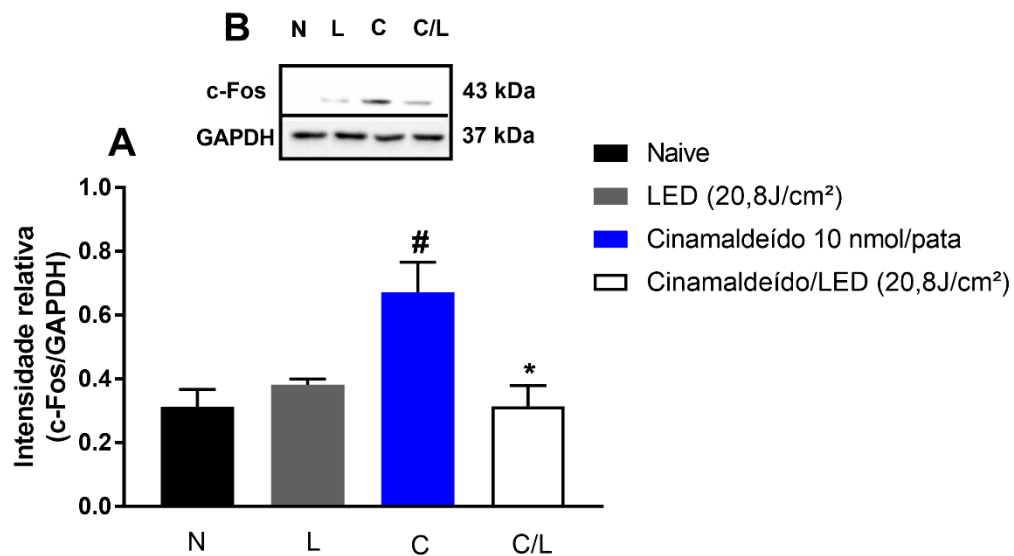 B
N L C C/L
c-Fos 43 kDa
GAPDH 37 kDa
A
Naive
LED (20,8J/cm²)
Cinamaldeído 10 nmol/pata
Cinamaldeído/LED (20,8J/cm²)
Intensidade relativa
(c-Fos/GAPDH)
1.0
0.8
0.6
0.4
0.2
0.0
#
*
N L C C/L